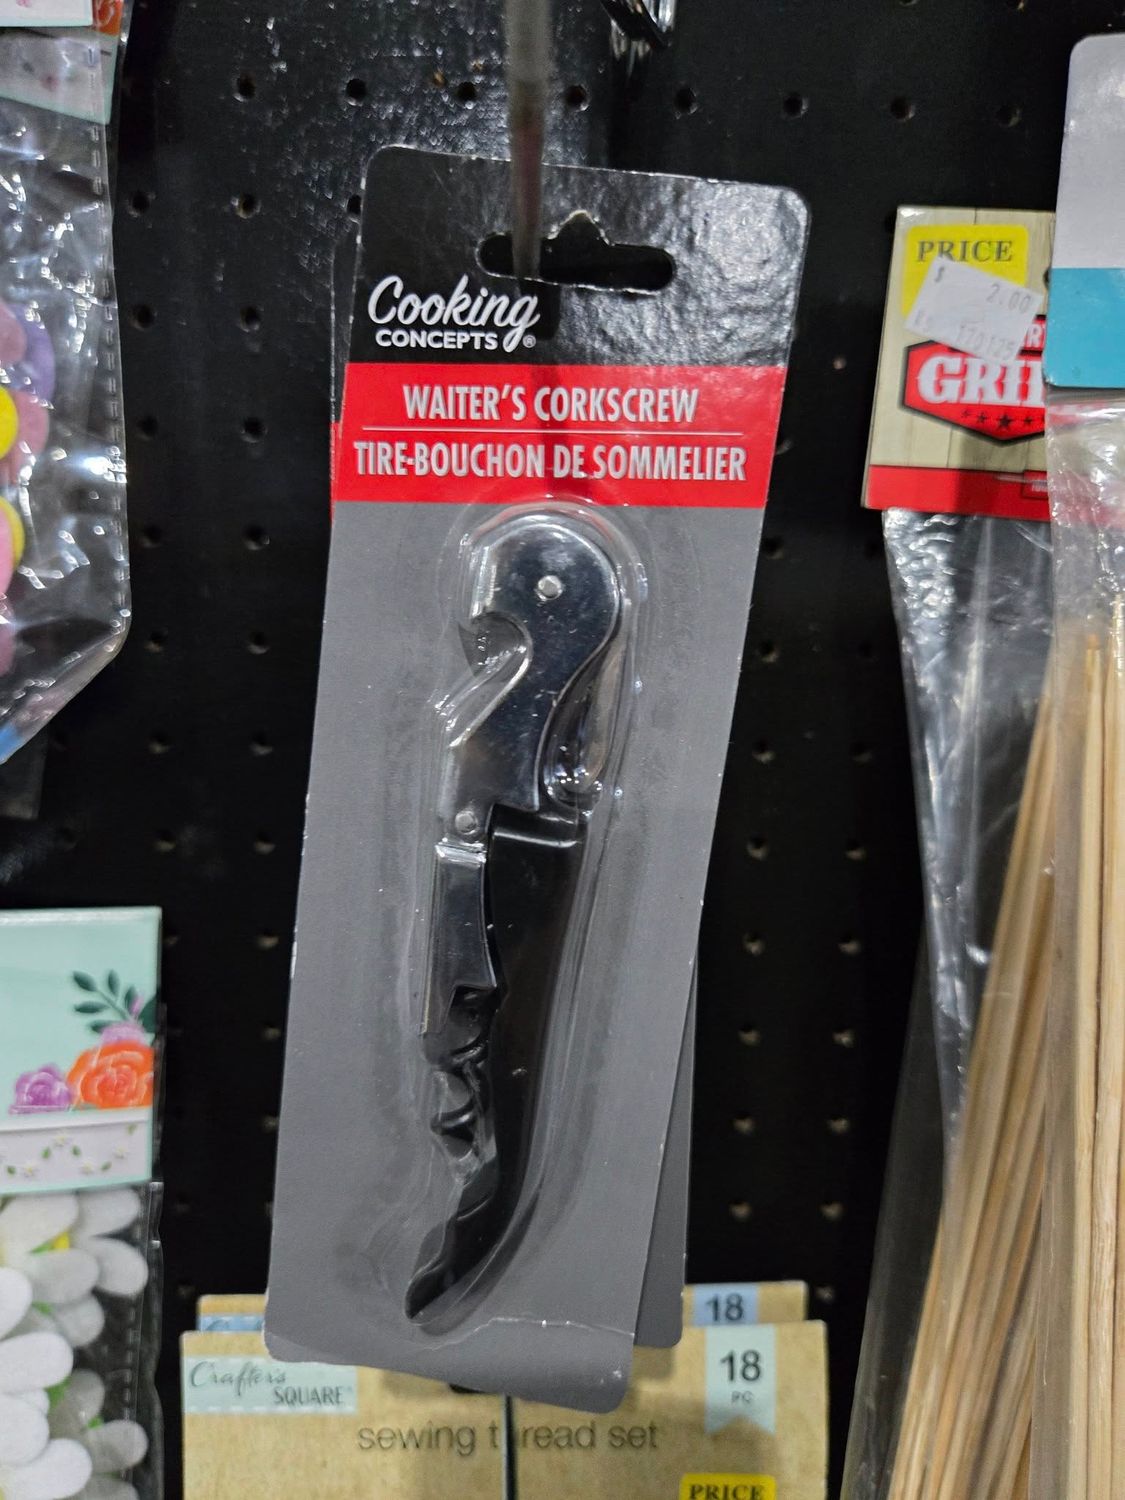 Cooking
CONCEPTS®
WAITER'S CORKSCREW
TIRE-BOUCHON DE SOMMELIER
PRICE
$ 2.00
18
Crafter's
SQUARE
18
PC
sewing thread set
PRICE